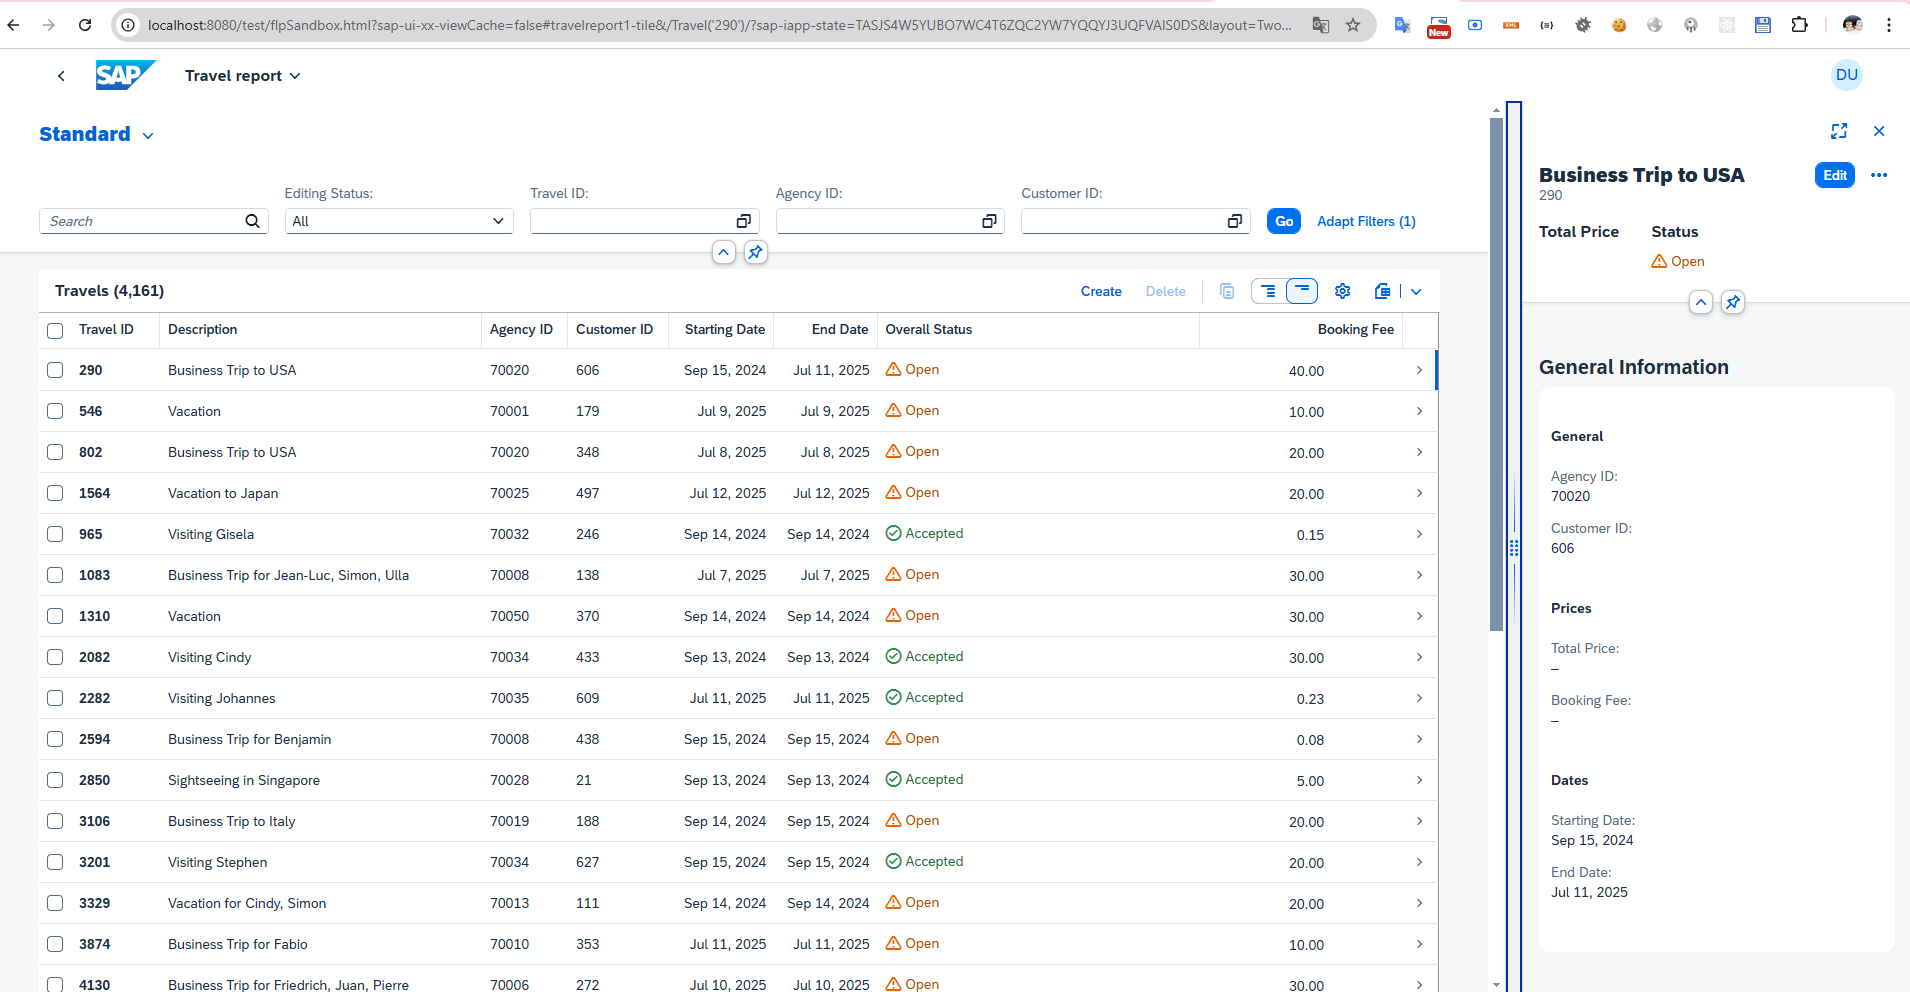 localhost:8080/test/flpSandbox.html?sap-ui-xx-viewCache=false#travelreport1-tile&/Travel('290')/?sap-iapp-state=TASJS4W5YUBO7WC4T6ZQC2YW7YQQYJ3UQFVAIS0DS&layout=Two...
New
SAP Travel report
DU
Standard
Editing Status: Travel ID: Agency ID: Customer ID:
Search All Go Adapt Filters (1)
Travels (4,161) Create Delete
Travel ID Description Agency ID Customer ID Starting Date End Date Overall Status Booking Fee
290 Business Trip to USA 70020 606 Sep 15, 2024 Jul 11, 2025 Open 40.00
546 Vacation 70001 179 Jul 9, 2025 Jul 9, 2025 Open 10.00
802 Business Trip to USA 70020 348 Jul 8, 2025 Jul 8, 2025 Open 20.00
1564 Vacation to Japan 70025 497 Jul 12, 2025 Jul 12, 2025 Open 20.00
965 Visiting Gisela 70032 246 Sep 14, 2024 Sep 14, 2024 Accepted 0.15
1083 Business Trip for Jean-Luc, Simon, Ulla 70008 138 Jul 7, 2025 Jul 7, 2025 Open 30.00
1310 Vacation 70050 370 Sep 14, 2024 Sep 14, 2024 Open 30.00
2082 Visiting Cindy 70034 433 Sep 13, 2024 Sep 13, 2024 Accepted 30.00
2282 Visiting Johannes 70035 609 Jul 11, 2025 Jul 11, 2025 Accepted 0.23
2594 Business Trip for Benjamin 70008 438 Sep 15, 2024 Sep 15, 2024 Open 0.08
2850 Sightseeing in Singapore 70028 21 Sep 13, 2024 Sep 13, 2024 Accepted 5.00
3106 Business Trip to Italy 70019 188 Sep 14, 2024 Sep 15, 2024 Open 20.00
3201 Visiting Stephen 70034 627 Sep 15, 2024 Sep 15, 2024 Accepted 20.00
3329 Vacation for Cindy, Simon 70013 111 Sep 14, 2024 Sep 14, 2024 Open 20.00
3874 Business Trip for Fabio 70010 353 Jul 11, 2025 Jul 11, 2025 Open 10.00
4130 Business Trip for Friedrich, Juan, Pierre 70006 272 Jul 10, 2025 Jul 10, 2025 Open 30.00
Business Trip to USA Edit
290
Total Price Status
Open
General Information
General
Agency ID:
70020
Customer ID:
606
Prices
Total Price:
–
Booking Fee:
–
Dates
Starting Date:
Sep 15, 2024
End Date:
Jul 11, 2025